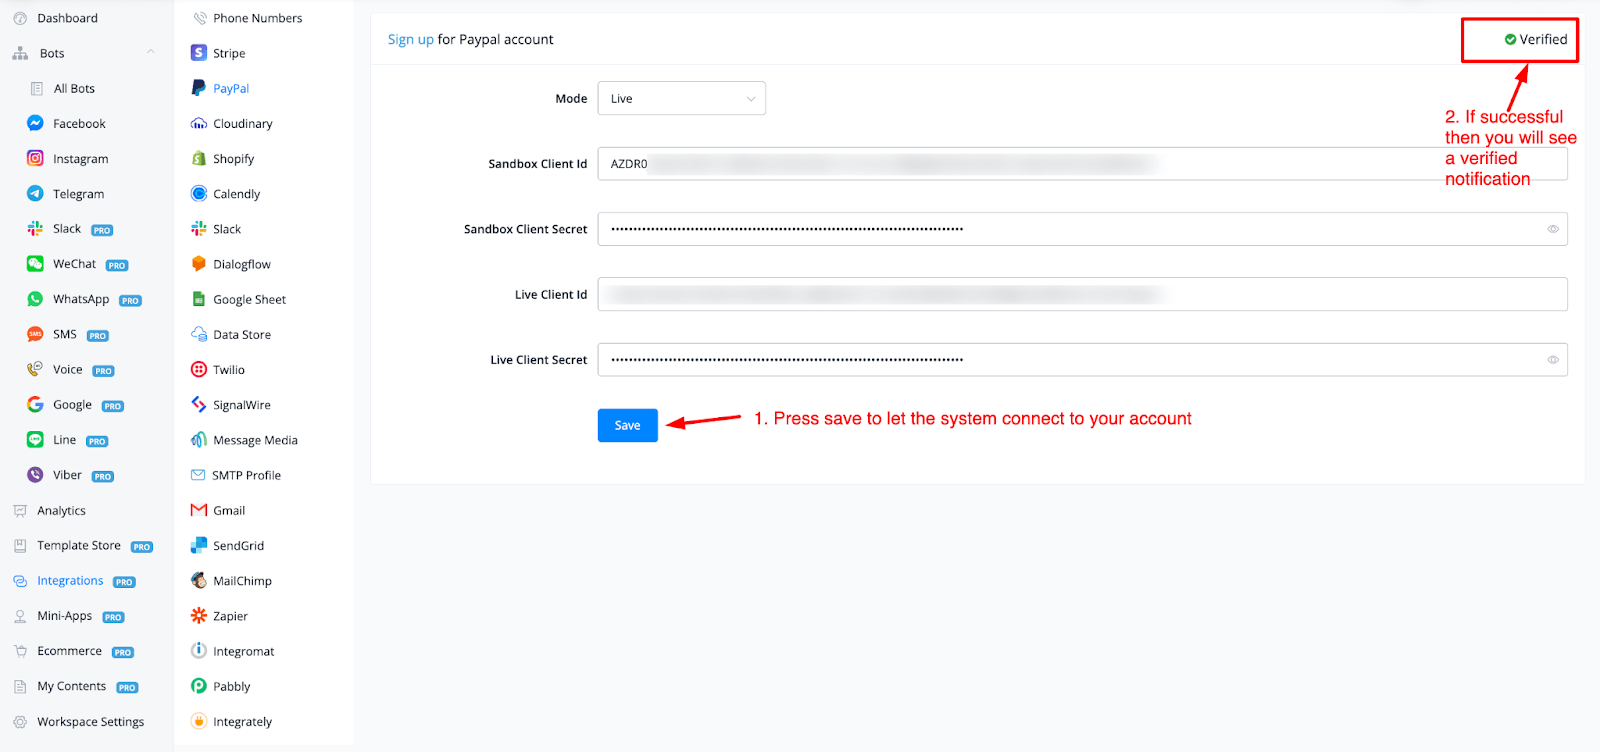 Dashboard
Bots
All Bots
Facebook
Instagram
Telegram
Slack PRO
WeChat PRO
WhatsApp PRO
SMS SMS PRO
Voice PRO
Google PRO
Line PRO
Viber PRO
Analytics
Template Store PRO
Integrations PRO
Mini-Apps PRO
Ecommerce PRO
My Contents PRO
Workspace Settings
Phone Numbers
S Stripe
PayPal
Cloudinary
Shopify
Calendly
Slack
Dialogflow
Google Sheet
Data Store
Twilio
SignalWire
Message Media
SMTP Profile
Gmail
SendGrid
MailChimp
Zapier
Integromat
Pabbly
Integrately
Sign up for Paypal account
Verified
Mode Live
2. If successful
then you will see
a verified
notification
Sandbox Client Id AZDR0
Sandbox Client Secret
Live Client Id
Live Client Secret
Save
1. Press save to let the system connect to your account